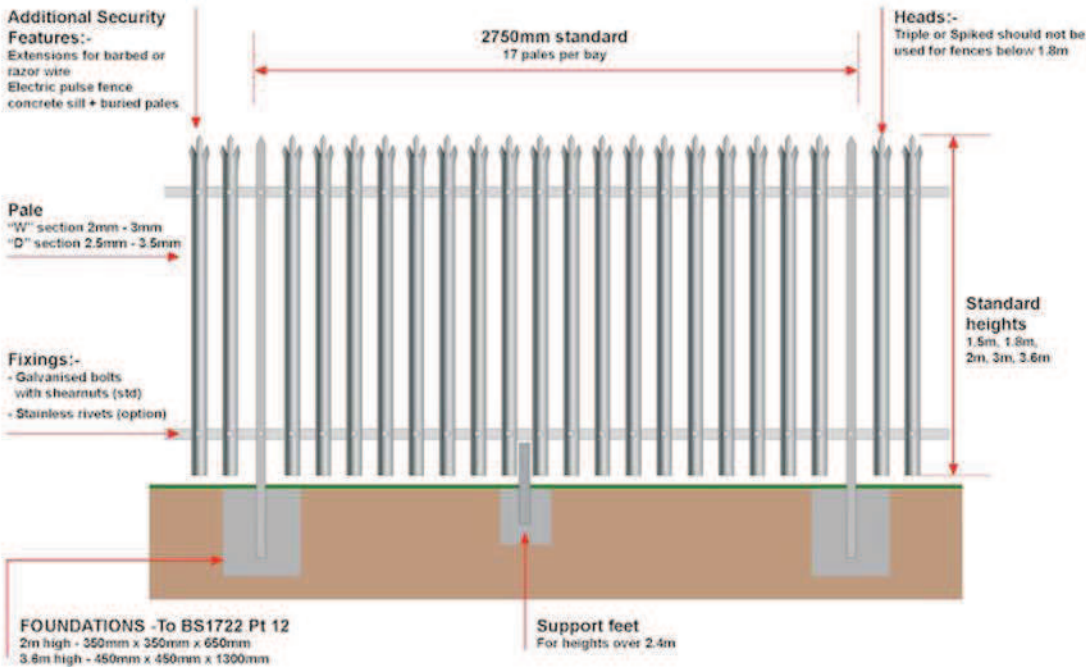 Additional Security
Features:-
Extensions for barbed or
razor wire
Electric pulse fence
concrete sill + buried pales
2750mm standard
17 pales per bay
Heads:-
Triple or Spiked should not be
used for fences below 1.8m
Pale
"W" section 2mm - 3mm
"D" section 2.5mm - 3.5mm
Standard
heights
1.5m, 1.8m,
2m, 3m, 3.6m
Fixings:-
- Galvanised bolts
with shearnuts (std)
- Stainless rivets (option)
FOUNDATIONS -To BS1722 Pt 12
2m high - 350mm x 350mm x 650mm
3.6m high - 450mm x 450mm x 1300mm
Support feet
For heights over 2.4m